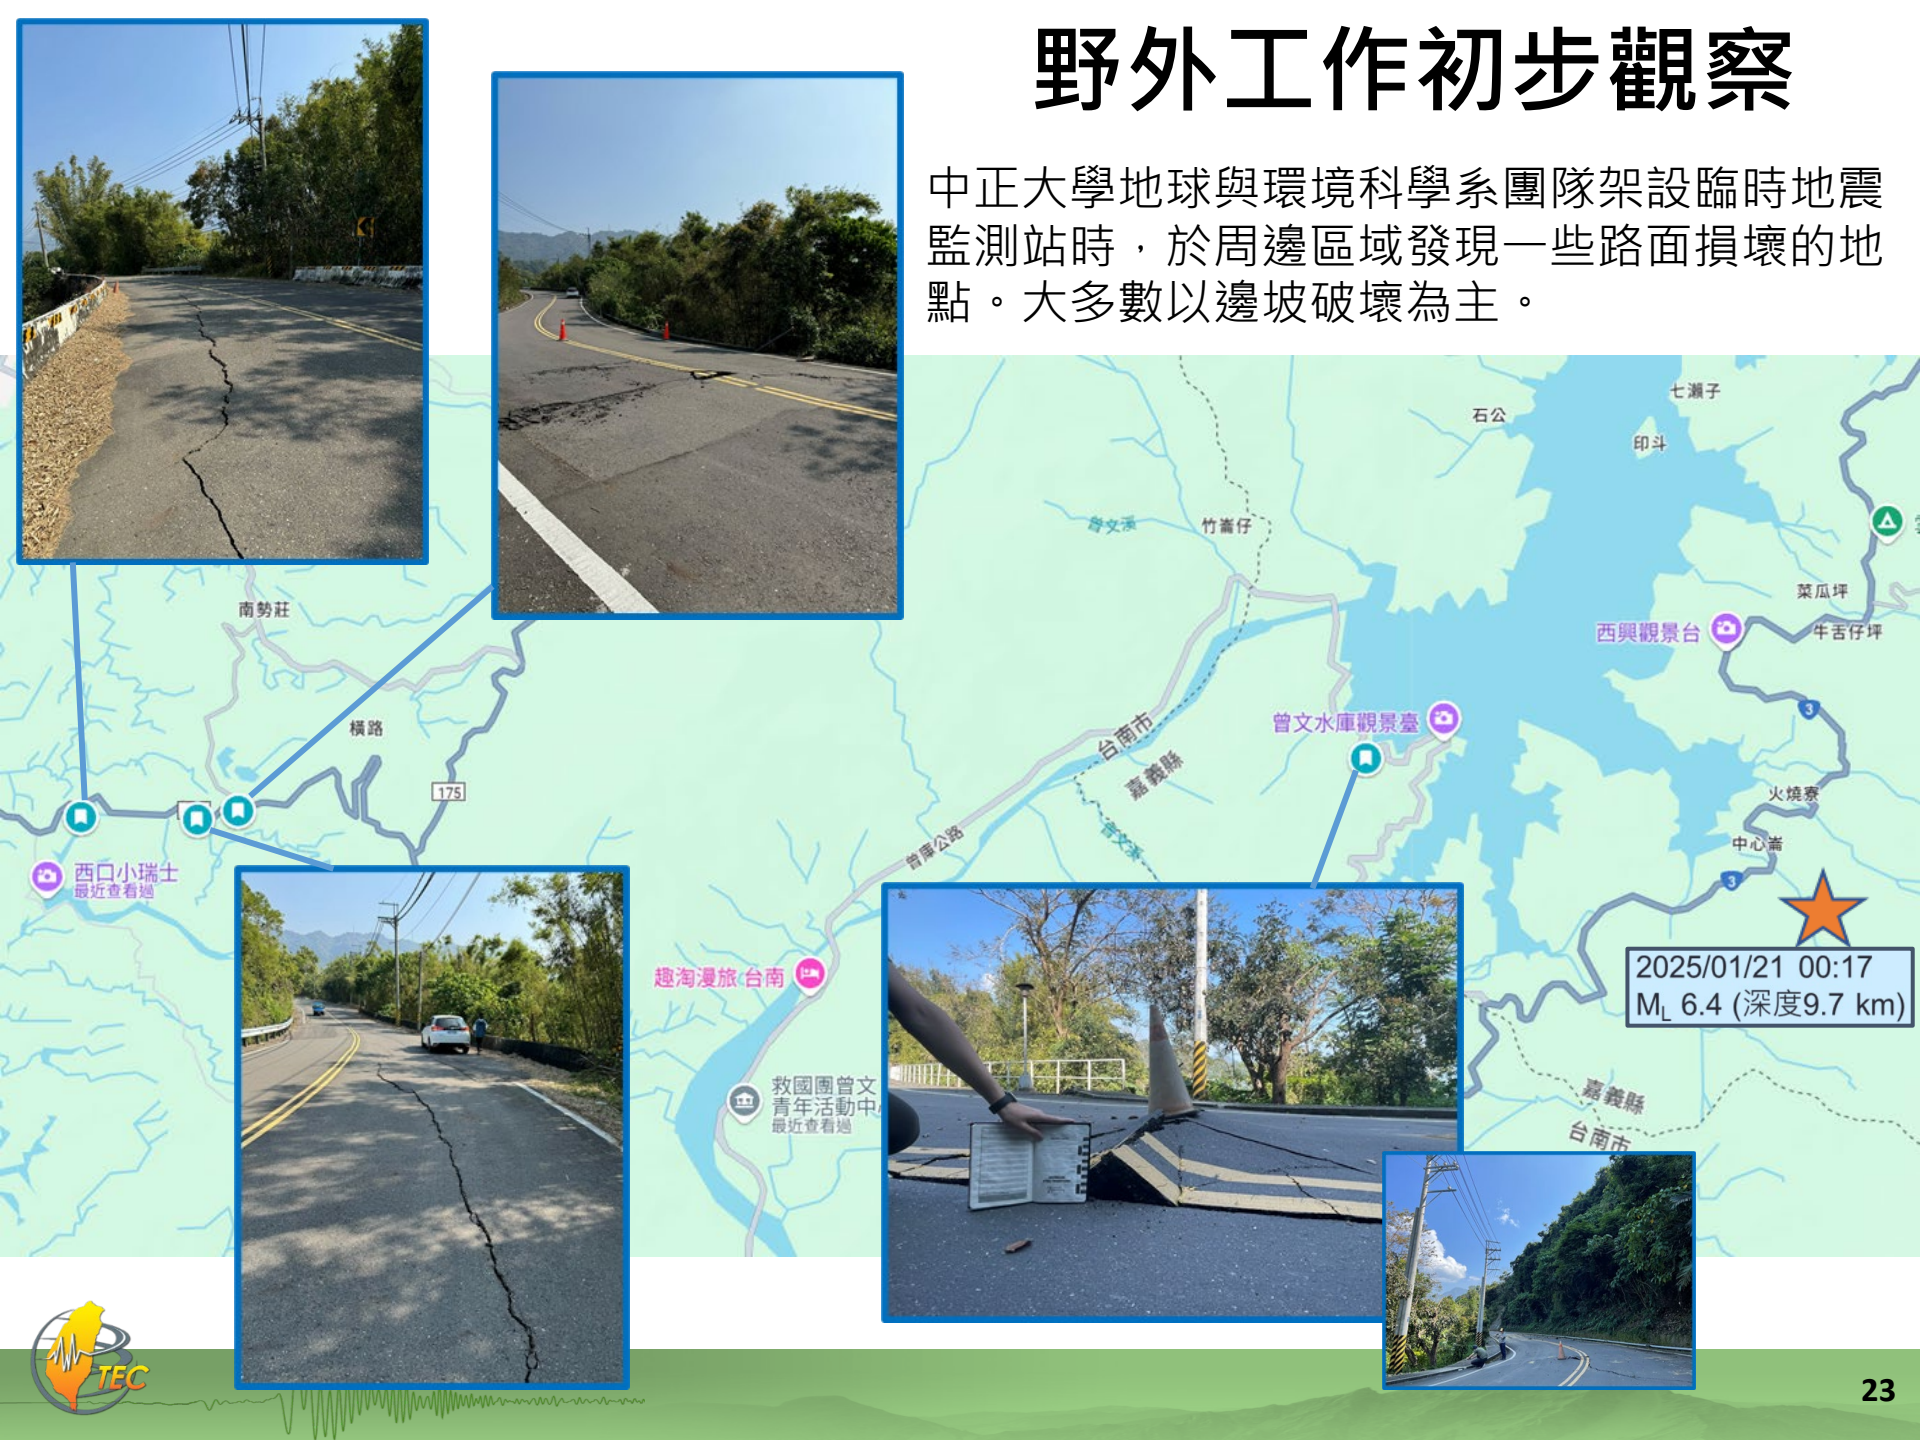 野外工作初步觀察
中正大學地球與環境科學系團隊架設臨時地震
監測站時，於周邊區域發現一些路面損壞的地
點。大多數以邊坡破壞為主。
七瀨子
石公
印斗
曾文溪
竹崙仔
菜瓜坪
南勢莊
西興觀景台
牛舌仔坪
3
橫路
曾文水庫觀景臺
台南市
嘉義縣
175
火燒寮
曾文溪
曾庫公路
中心崙
3
西口小瑞士
最近查看過
趣淘漫旅 台南
2025/01/21 00:17
ML 6.4 (深度9.7 km)
救國團曾文
青年活動中
最近查看過
嘉義縣
台南市
TEC
23